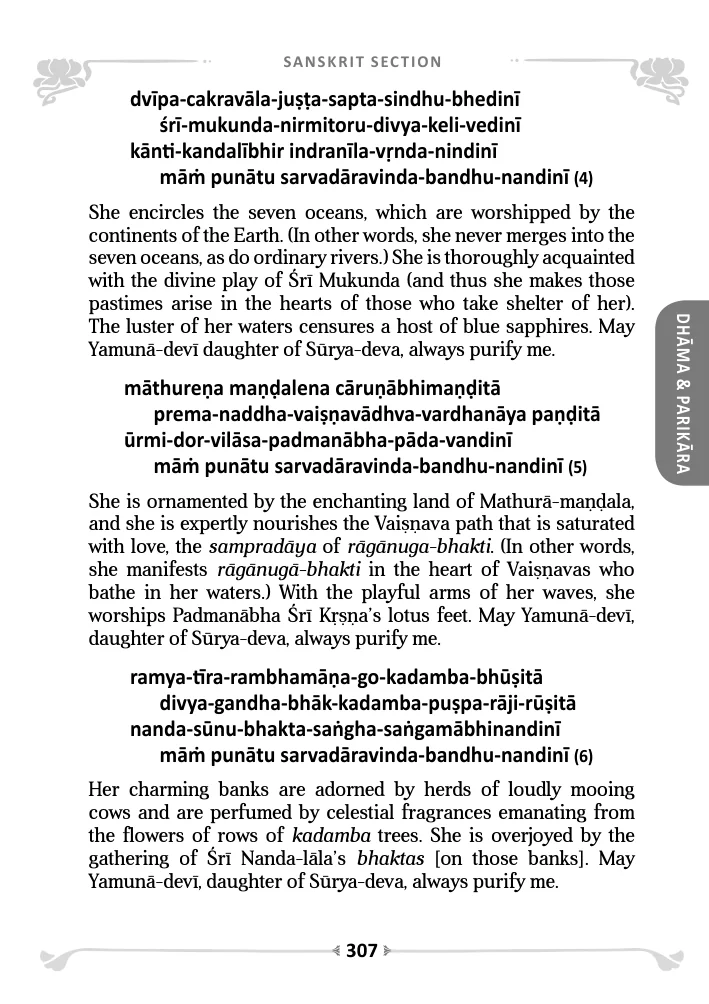 SANSKRIT SECTION
dvīpa-cakravāla-juṣṭa-sapta-sindhu-bhedinī
śrī-mukunda-nirmitoru-divya-keli-vedinī
kānti-kandalībhir indranīla-vṛnda-nindinī
māṁ punātu sarvadāravinda-bandhu-nandinī (4)
She encircles the seven oceans, which are worshipped by the
continents of the Earth. (In other words, she never merges into the
seven oceans, as do ordinary rivers.) She is thoroughly acquainted
with the divine play of Śrī Mukunda (and thus she makes those
pastimes arise in the hearts of those who take shelter of her).
The luster of her waters censures a host of blue sapphires. May
Yamunā-devī daughter of Sūrya-deva, always purify me.
māthureṇa maṇḍalena cāruṇābhimaṇḍitā
prema-naddha-vaiṣṇavādhva-vardhanāya paṇḍitā
ūrmi-dor-vilāsa-padmanābha-pāda-vandinī
māṁ punātu sarvadāravinda-bandhu-nandinī (5)
She is ornamented by the enchanting land of Mathurā-maṇḍala,
and she is expertly nourishes the Vaiṣṇava path that is saturated
with love, the sampradāya of rāgānuga-bhakti. (In other words,
she manifests rāgānugā-bhakti in the heart of Vaiṣṇavas who
bathe in her waters.) With the playful arms of her waves, she
worships Padmanābha Śrī Kṛṣṇa’s lotus feet. May Yamunā-devī,
daughter of Sūrya-deva, always purify me.
ramya-tīra-rambhamāṇa-go-kadamba-bhūṣitā
divya-gandha-bhāk-kadamba-puṣpa-rāji-rūṣitā
nanda-sūnu-bhakta-saṅgha-saṅgamābhinandinī
māṁ punātu sarvadāravinda-bandhu-nandinī (6)
Her charming banks are adorned by herds of loudly mooing
cows and are perfumed by celestial fragrances emanating from
the flowers of rows of kadamba trees. She is overjoyed by the
gathering of Śrī Nanda-lāla’s bhaktas [on those banks]. May
Yamunā-devī, daughter of Sūrya-deva, always purify me.
DHĀMA & PARIKĀRA
307